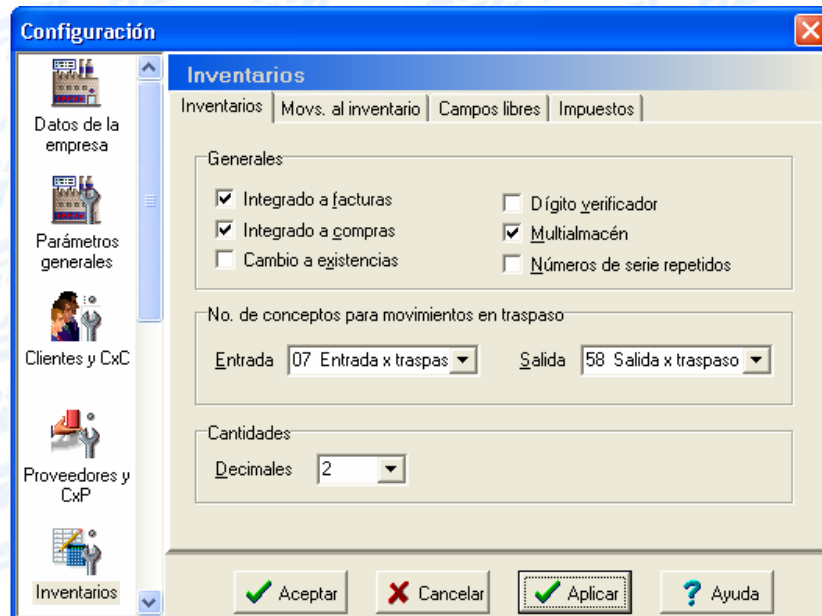 Configuración
Datos de la
empresa
Parámetros
generales
Clientes y CxC
Proveedores y
CxP
Inventarios
Inventarios
Inventarios Movs. al inventario Campos libres Impuestos
Generales
Integrado a facturas
Integrado a compras
Cambio a existencias
Dígito verificador
Multialmacén
Números de serie repetidos
No. de conceptos para movimientos en traspaso
Entrada 07 Entrada x traspas Salida 58 Salida x traspaso
Cantidades
Decimales 2
Aceptar Cancelar Aplicar Ayuda